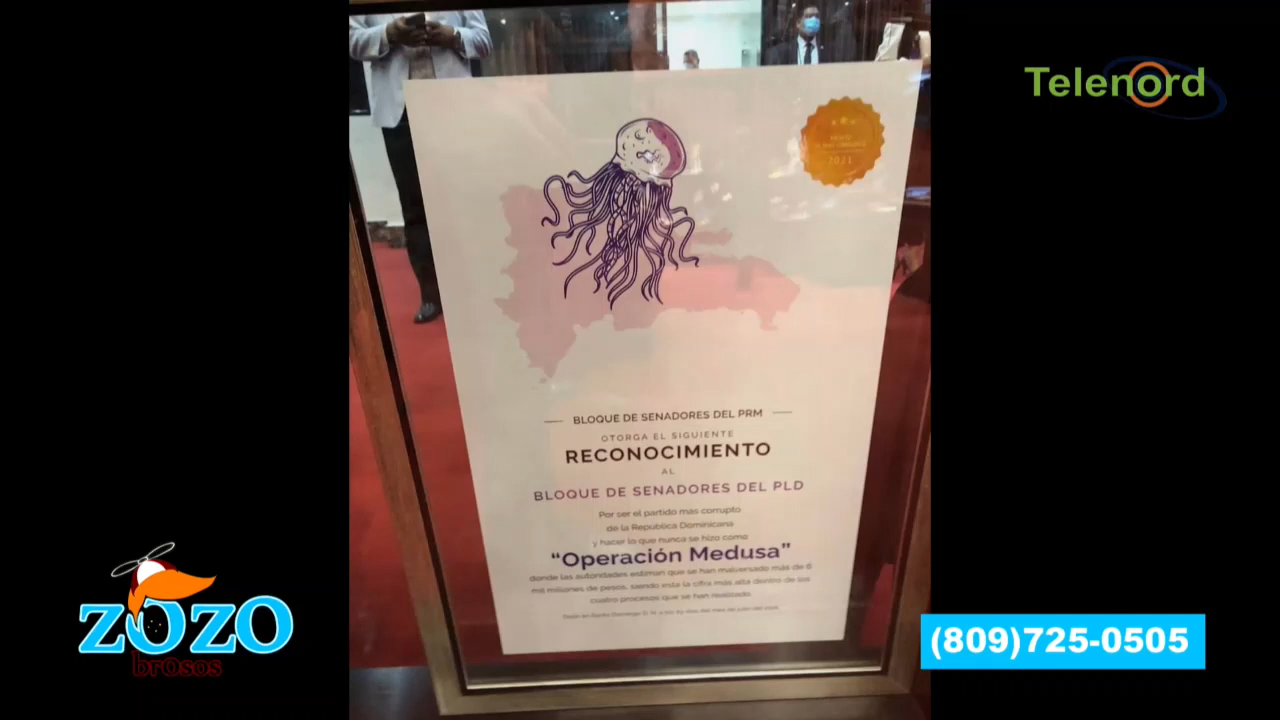 Telenord
2021
BLOQUE DE SENADORES DEL PRM
OTORGA EL SIGUIENTE
RECONOCIMIENTO
AL
BLOQUE DE SENADORES DEL PLD
Por ser el partido más corrupto
de la República Dominicana
y hacer lo que nunca se hizo como
“Operación Medusa”
donde las autoridades estiman que se han malversado más de 6
mil millones de pesos, siendo esta la cifra más alta dentro de los
cuatro procesos que se han realizado.
zOzO
brOsos
(809)725-0505